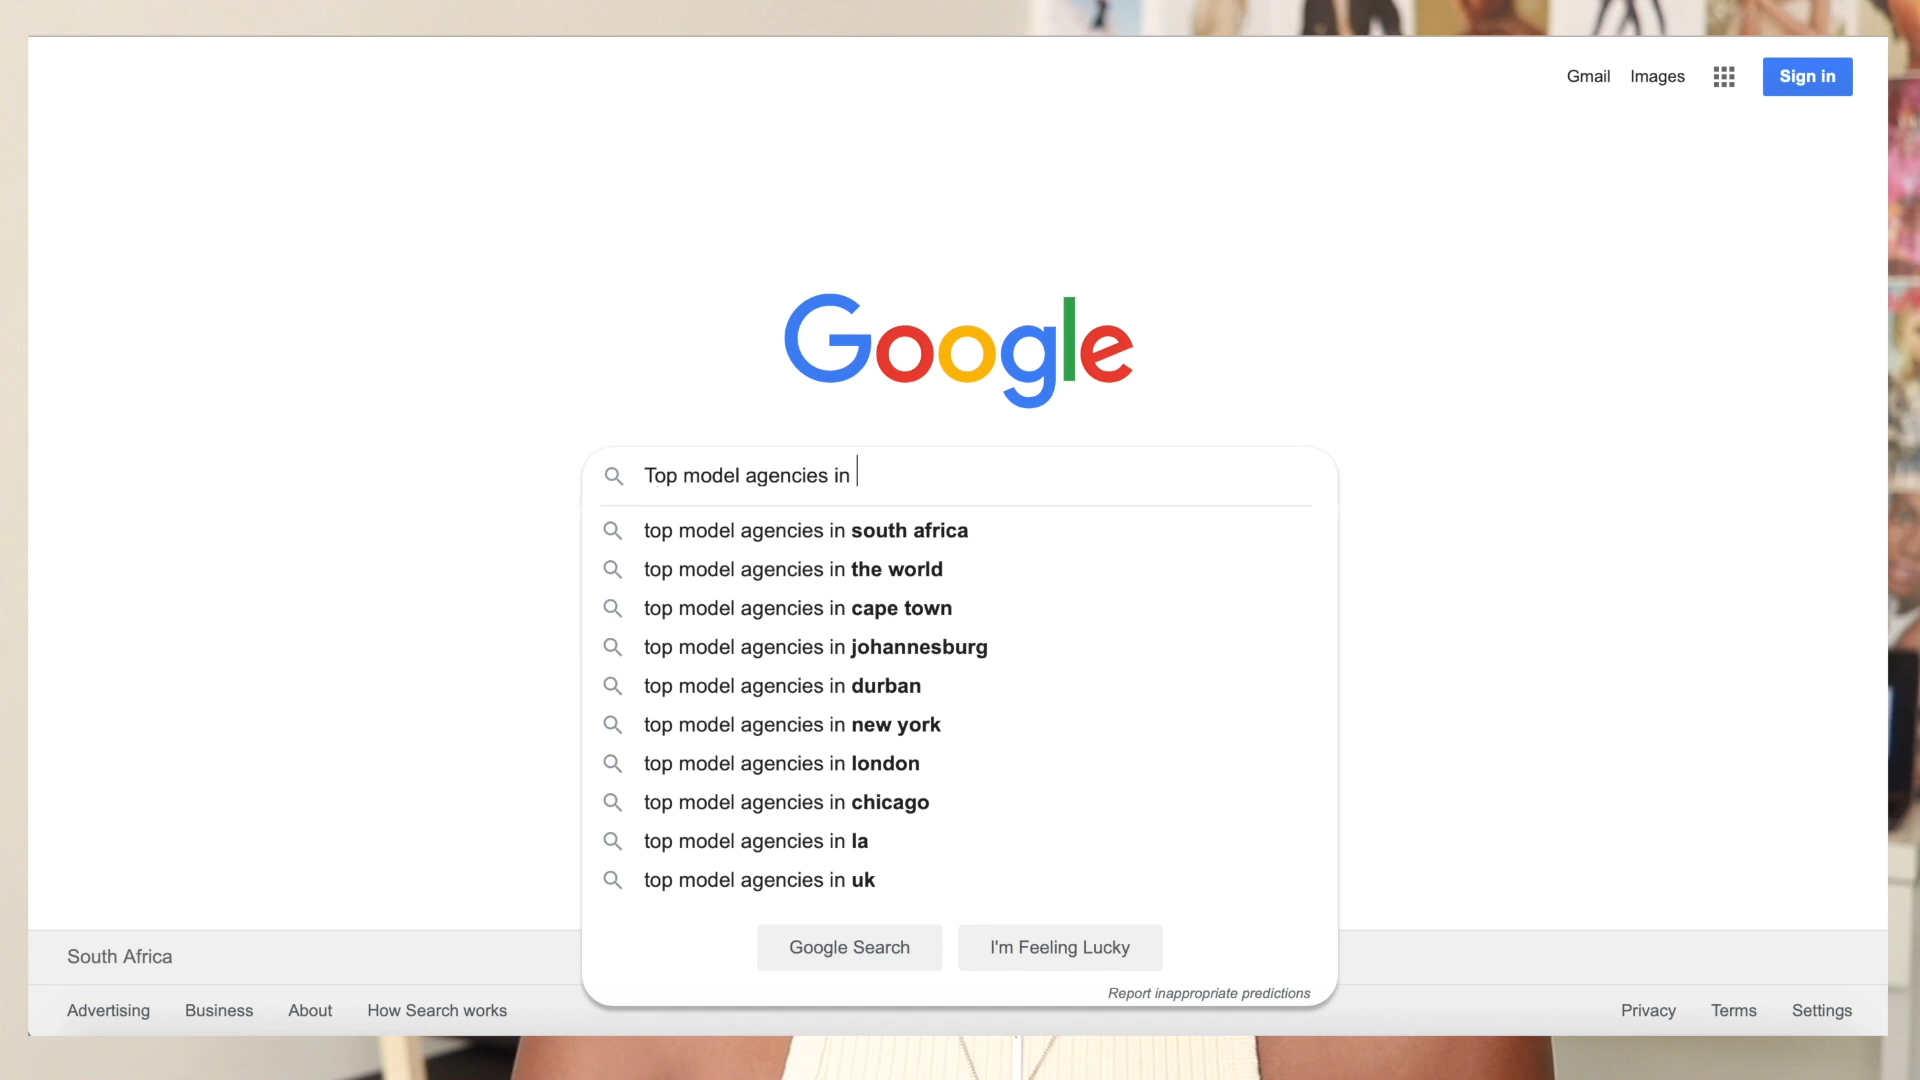 Gmail Images Sign in
Google
Top model agencies in
top model agencies in south africa
top model agencies in the world
top model agencies in cape town
top model agencies in johannesburg
top model agencies in durban
top model agencies in new york
top model agencies in london
top model agencies in chicago
top model agencies in la
top model agencies in uk
Google Search I'm Feeling Lucky
Report inappropriate predictions
South Africa
Advertising Business About How Search works Privacy Terms Settings